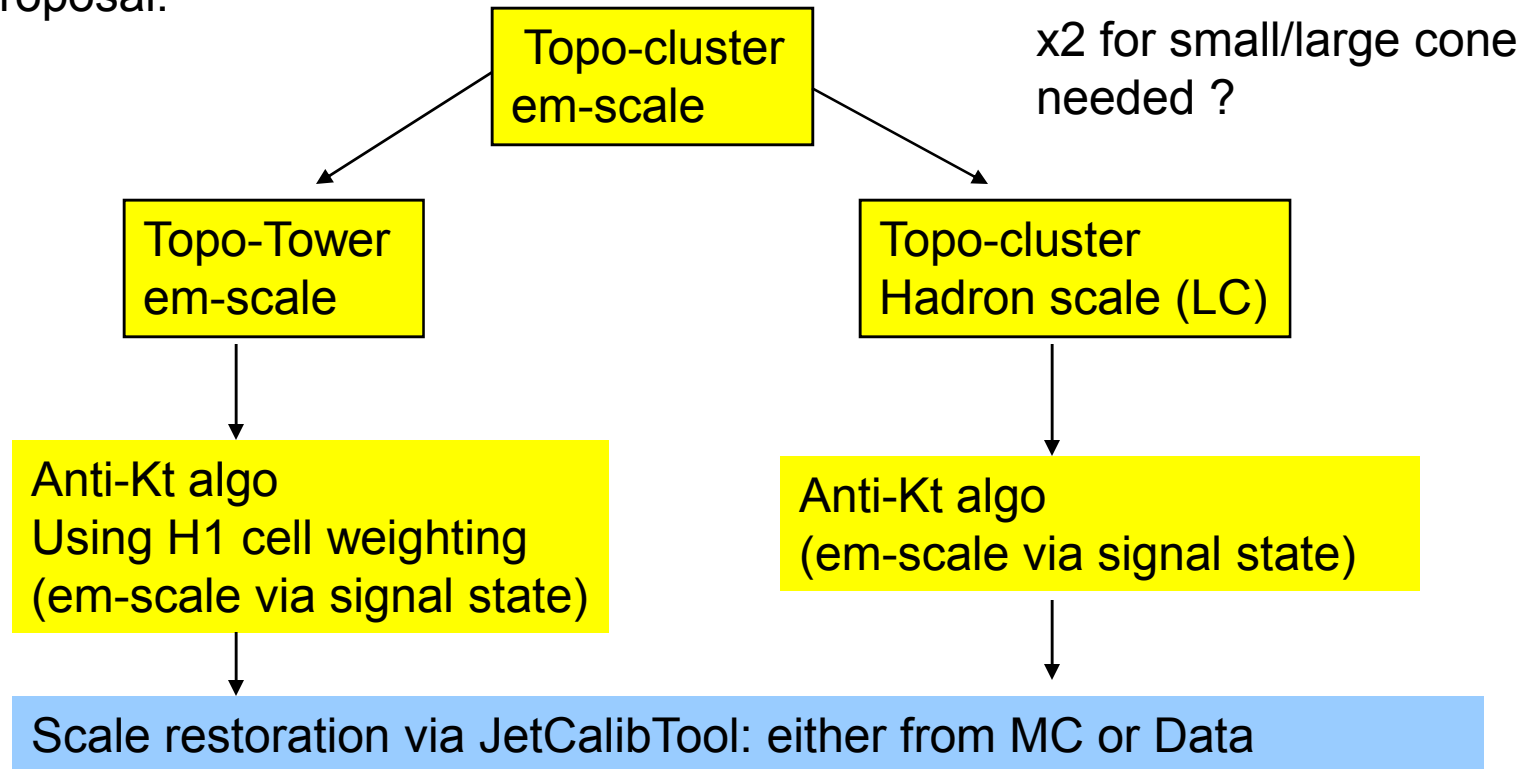 Topo-cluster
em-scale
x2 for small/large cone
needed ?
Topo-Tower
em-scale
Topo-cluster
Hadron scale (LC)
Anti-Kt algo
Using H1 cell weighting
(em-scale via signal state)
Anti-Kt algo
(em-scale via signal state)
Scale restoration via JetCalibTool: either from MC or Data